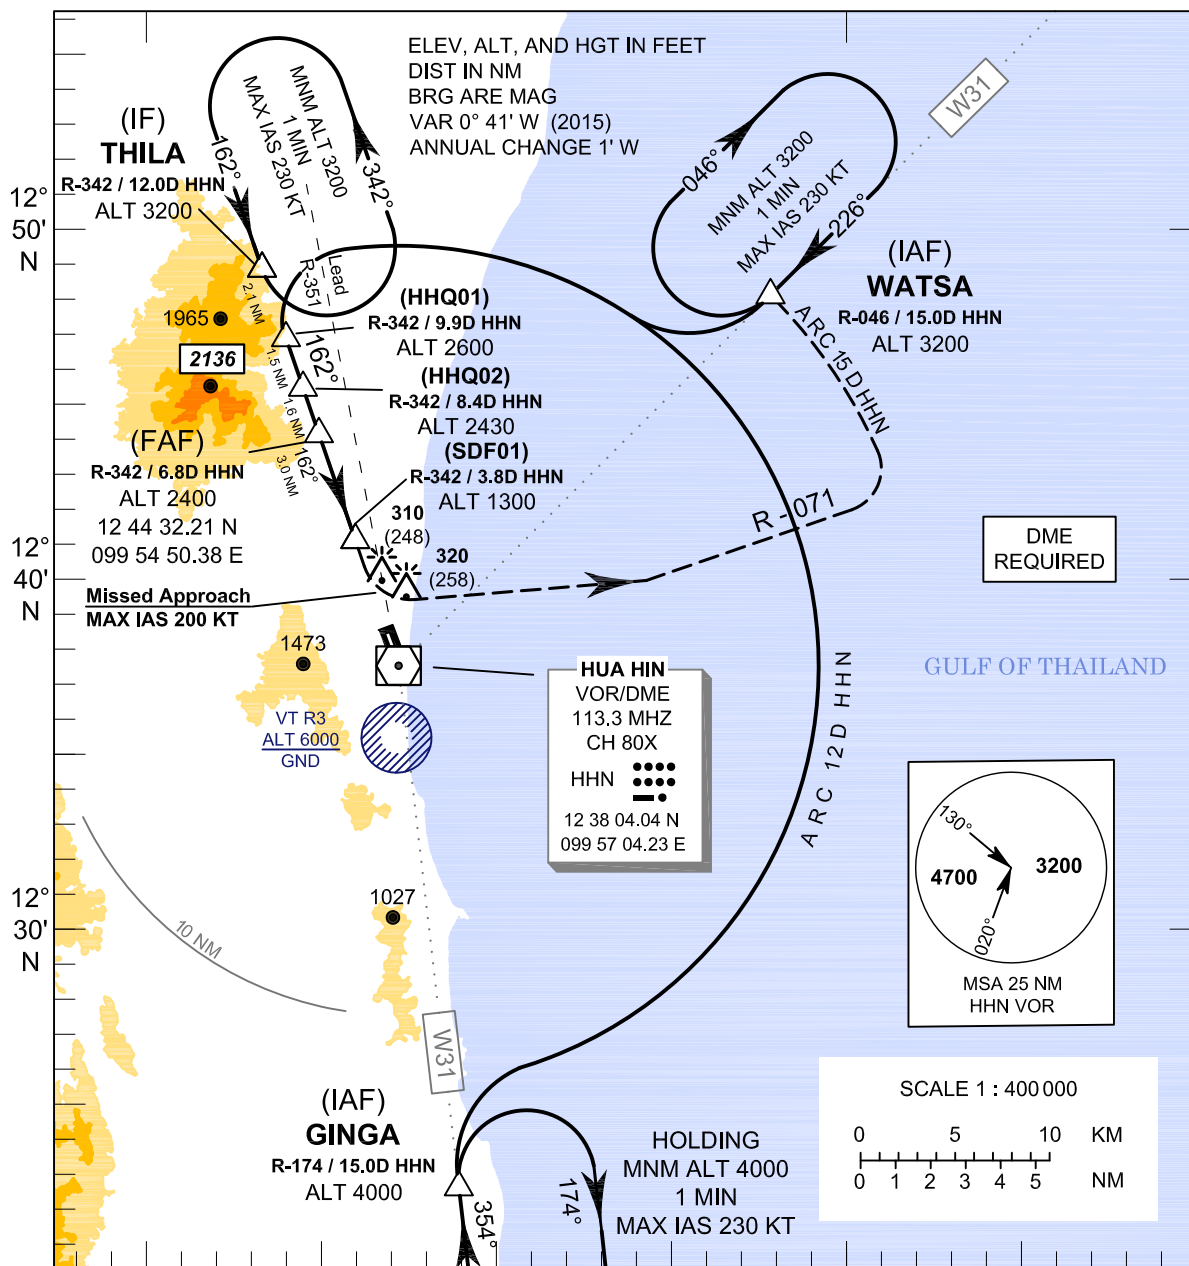 ELEV, ALT, AND HGT IN FEET
DIST IN NM
BRG ARE MAG
VAR 0° 41' W (2015)
ANNUAL CHANGE 1' W
W31
MNM ALT 3200
1 MIN
MAX IAS 230 KT
162°
342°
(IF)
THILA
R-342 / 12.0D HHN
ALT 3200
12°
50'
N
046°
MNM ALT 3200
1 MIN
MAX IAS 230 KT
226°
(IAF)
WATSA
R-046 / 15.0D HHN
ALT 3200
Lead
R-351
2.1 NM
(HHQ01)
R-342 / 9.9D HHN
ALT 2600
ARC 15 D HHN
1965
2136
162°
1.5 NM
(HHQ02)
R-342 / 8.4D HHN
ALT 2430
1.6 NM
(FAF)
R-342 / 6.8D HHN
ALT 2400
12 44 32.21 N
099 54 50.38 E
162°
3.0 NM
(SDF01)
R-342 / 3.8D HHN
ALT 1300
R - 071
310
(248)
320
(258)
DME
REQUIRED
12°
40'
N
Missed Approach
MAX IAS 200 KT
1473
HUA HIN
VOR/DME
113.3 MHZ
CH 80X
HHN
12 38 04.04 N
099 57 04.23 E
GULF OF THAILAND
VT R3
ALT 6000
GND
ARC 12 D HHN
130°
4700
3200
020°
MSA 25 NM
HHN VOR
12°
30'
N
1027
10 NM
W31
(IAF)
GINGA
R-174 / 15.0D HHN
ALT 4000
354°
174°
HOLDING
MNM ALT 4000
1 MIN
MAX IAS 230 KT
SCALE 1 : 400 000
0 5 10 KM
0 1 2 3 4 5 NM